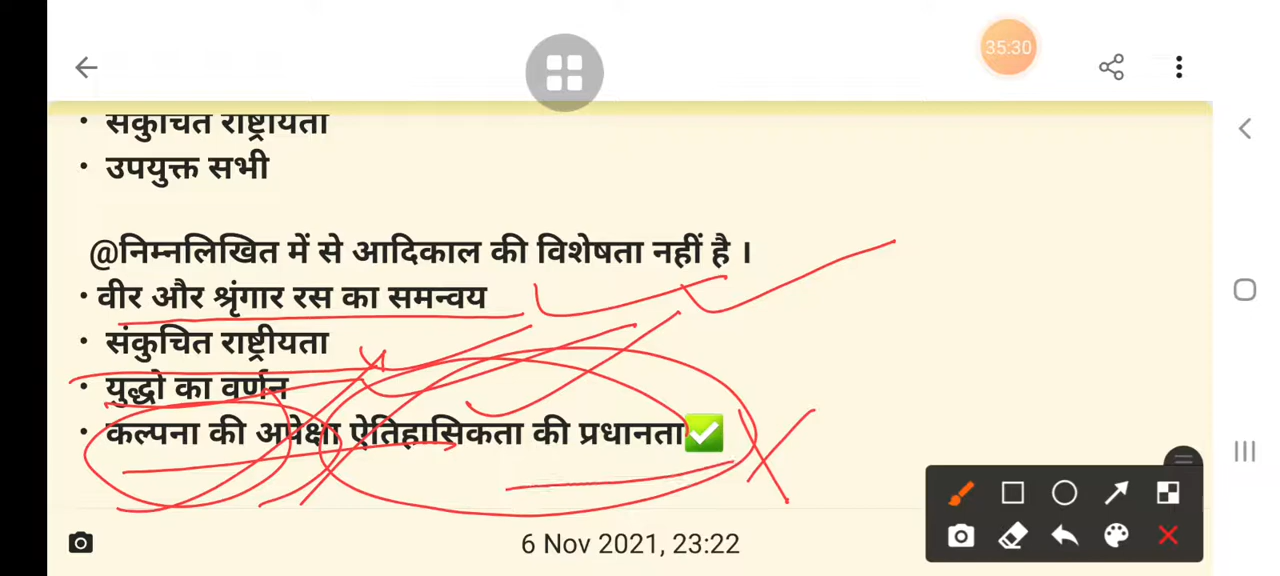 35:30
संकुचित राष्ट्रीयता
• उपयुक्त सभी
@निम्नलिखित में से आदिकाल की विशेषता नहीं है ।
• वीर और श्रृंगार रस का समन्वय
• संकुचित राष्ट्रीयता
• युद्धो का वर्णन
• कल्पना की अपेक्षा ऐतिहासिकता की प्रधानता✅
6 Nov 2021, 23:22